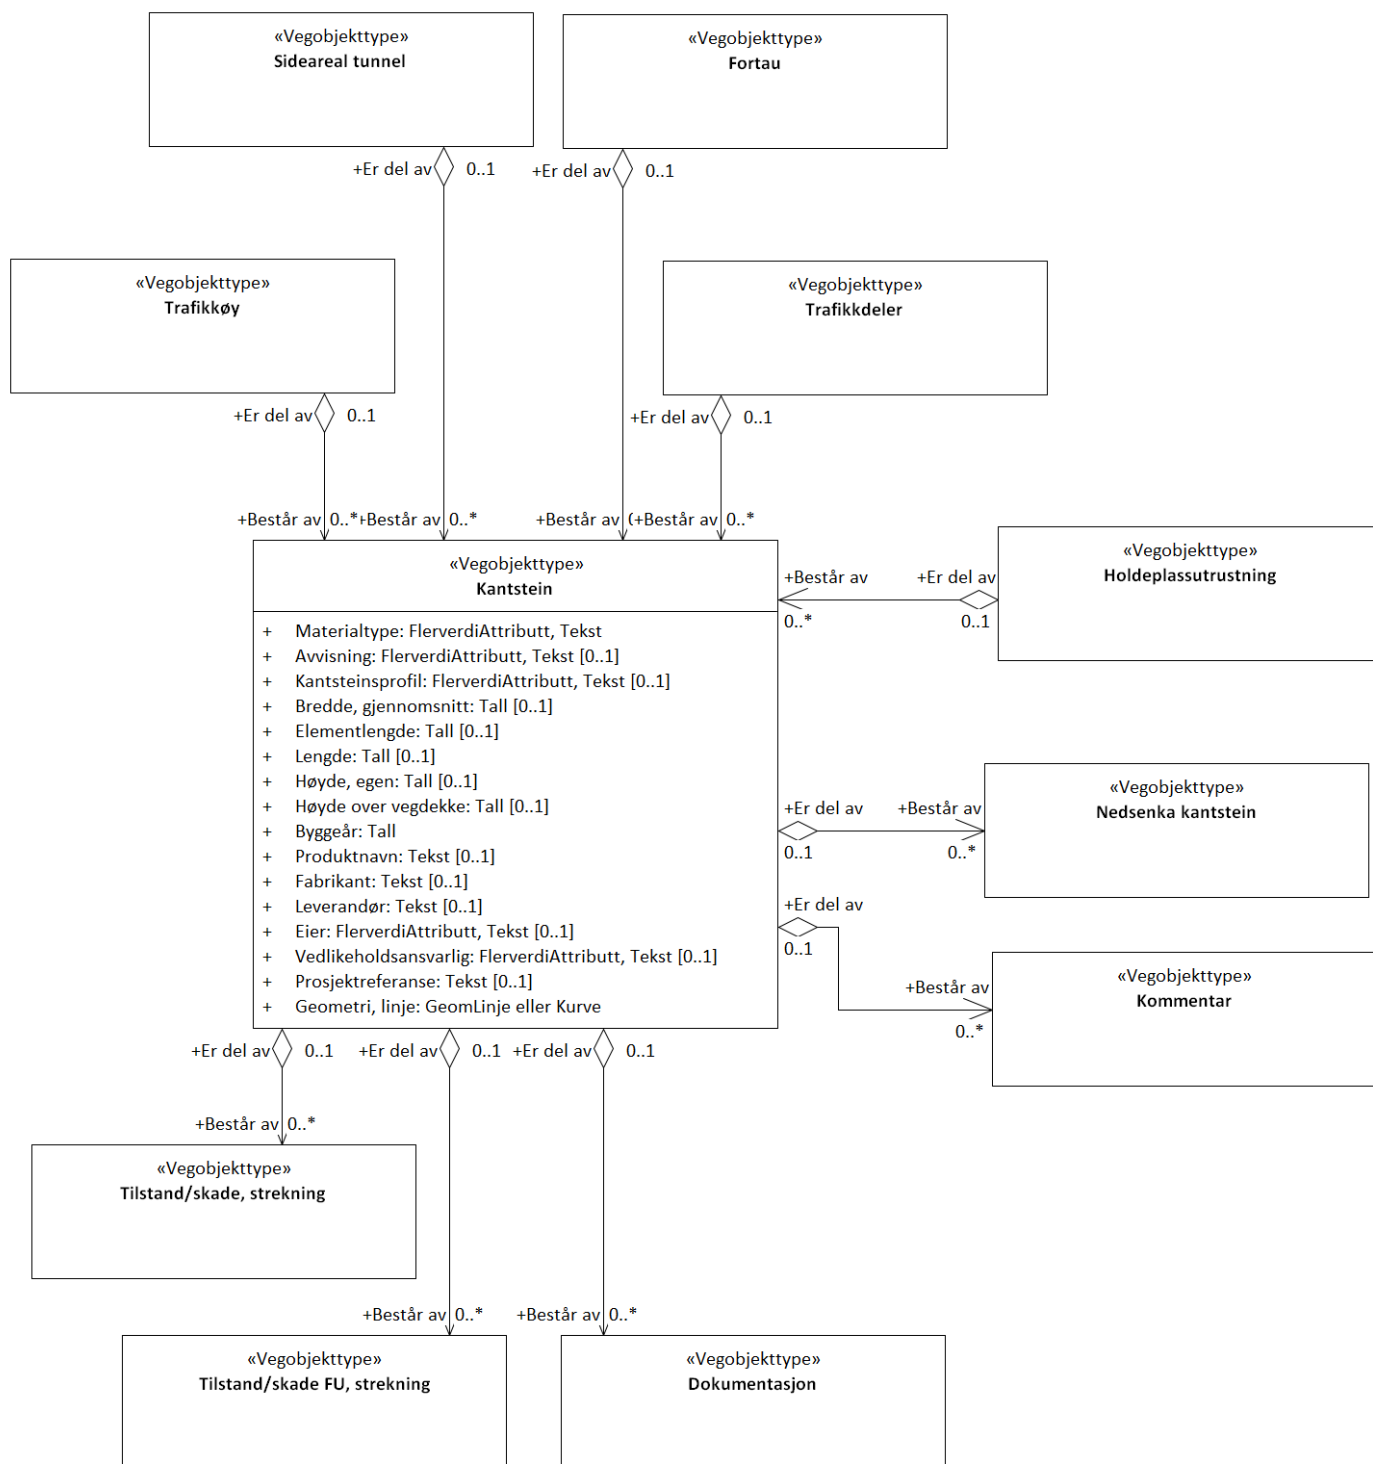 «Vegobjekttype»
Sideareal tunnel
«Vegobjekttype»
Fortau
+Er del av 0..1
+Er del av 0..1
«Vegobjekttype»
Trafikkøy
«Vegobjekttype»
Trafikkdeler
+Er del av 0..1
+Er del av 0..1
+Består av 0..*
+Består av 0..*
+Består av
+Består av 0..*
«Vegobjekttype»
Kantstein
+ Materialtype: FlerverdiAttributt, Tekst
+ Avvisning: FlerverdiAttributt, Tekst [0..1]
+ Kantsteinsprofil: FlerverdiAttributt, Tekst [0..1]
+ Bredde, gjennomsnitt: Tall [0..1]
+ Elementlengde: Tall [0..1]
+ Lengde: Tall [0..1]
+ Høyde, egen: Tall [0..1]
+ Høyde over vegdekke: Tall [0..1]
+ Byggeår: Tall
+ Produktnavn: Tekst [0..1]
+ Fabrikant: Tekst [0..1]
+ Leverandør: Tekst [0..1]
+ Eier: FlerverdiAttributt, Tekst [0..1]
+ Vedlikeholdsansvarlig: FlerverdiAttributt, Tekst [0..1]
+ Prosjektreferanse: Tekst [0..1]
+ Geometri, linje: GeomLinje eller Kurve
+Består av +Er del av
0..* 0..1
«Vegobjekttype»
Holdeplassutrustning
+Er del av +Består av
0..1 0..*
«Vegobjekttype»
Nedsenka kantstein
+Er del av
0..1
+Består av
0..*
«Vegobjekttype»
Kommentar
+Er del av 0..1
+Er del av 0..1
+Er del av 0..1
+Består av 0..*
«Vegobjekttype»
Tilstand/skade, strekning
+Består av 0..*
+Består av 0..*
«Vegobjekttype»
Tilstand/skade FU, strekning
«Vegobjekttype»
Dokumentasjon